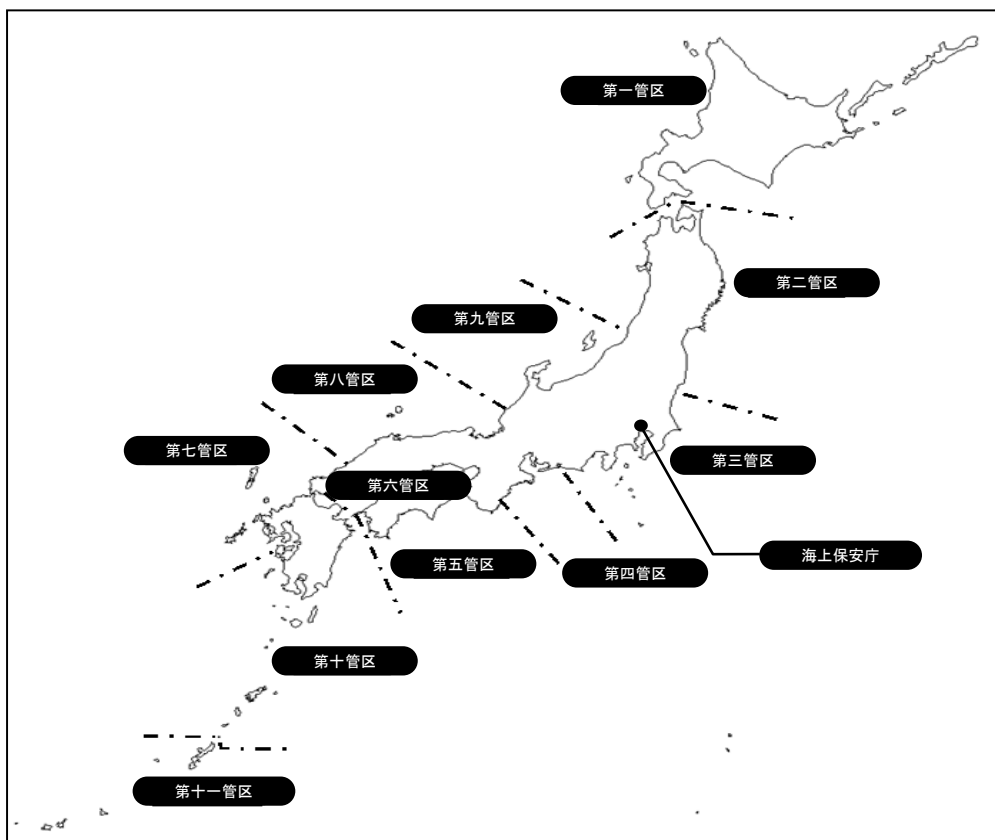 第一管区
第二管区
第九管区
第八管区
第七管区
第三管区
第六管区
海上保安庁
第五管区
第四管区
第十管区
第十一管区